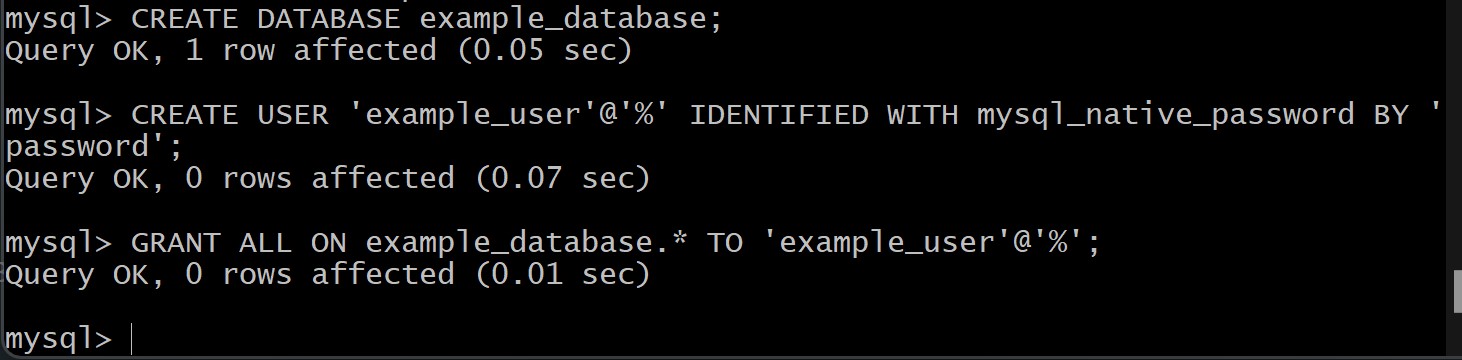 mysql> CREATE DATABASE example_database;
Query OK, 1 row affected (0.05 sec)
mysql> CREATE USER 'example_user'@'%' IDENTIFIED WITH mysql_native_password BY '
password';
Query OK, 0 rows affected (0.07 sec)
mysql> GRANT ALL ON example_database.* TO 'example_user'@'%';
Query OK, 0 rows affected (0.01 sec)
mysql>